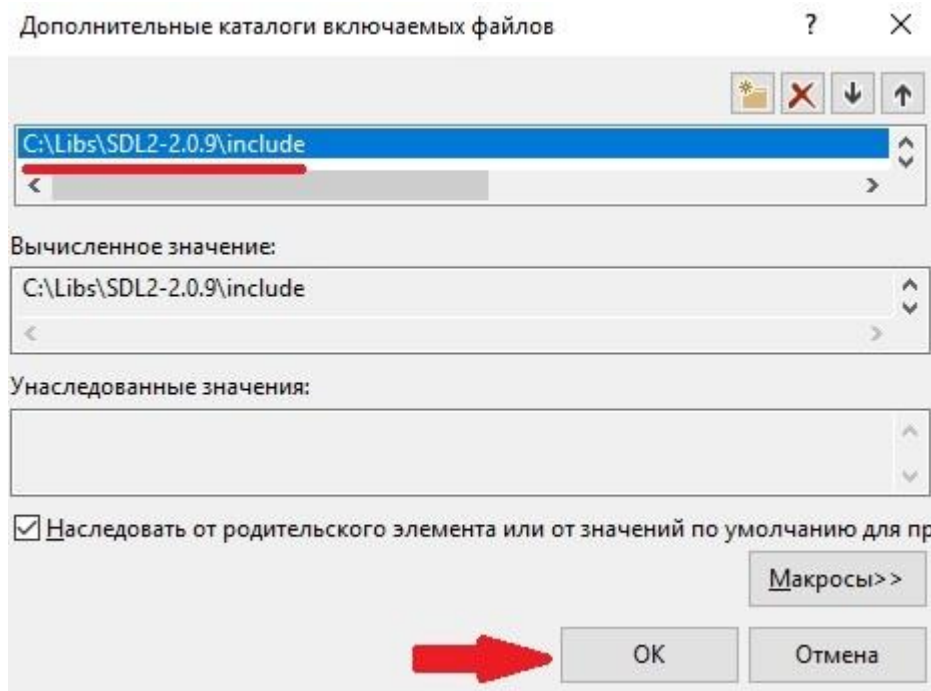 Дополнительные каталоги включаемых файлов
C:\Libs\SDL2-2.0.9\include
Вычисленное значение:
C:\Libs\SDL2-2.0.9\include
Унаследованные значения:
Наследовать от родительского элемента или от значений по умолчанию для пр
Макросы>>
ОК
Отмена